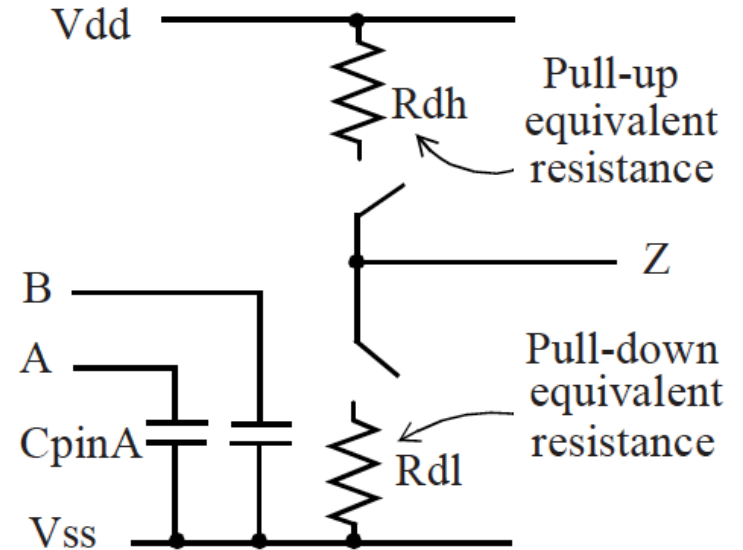 Vdd
Rdh
Pull-up
equivalent
resistance
Z
B
A
CpinA
Pull-down
equivalent
resistance
Rdl
Vss